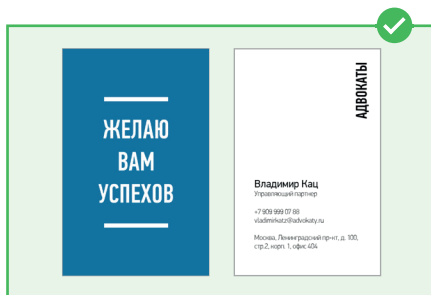 ЖЕЛАЮ
ВАМ
УСПЕХОВ
АДВОКАТЫ
Владимир Кац
Управляющий партнер
+7 909 999 07 88
vladimirkatz@advokaty.ru
Москва, Ленинградский пр-кт, д. 100,
стр.2, корп. 1, офис 404